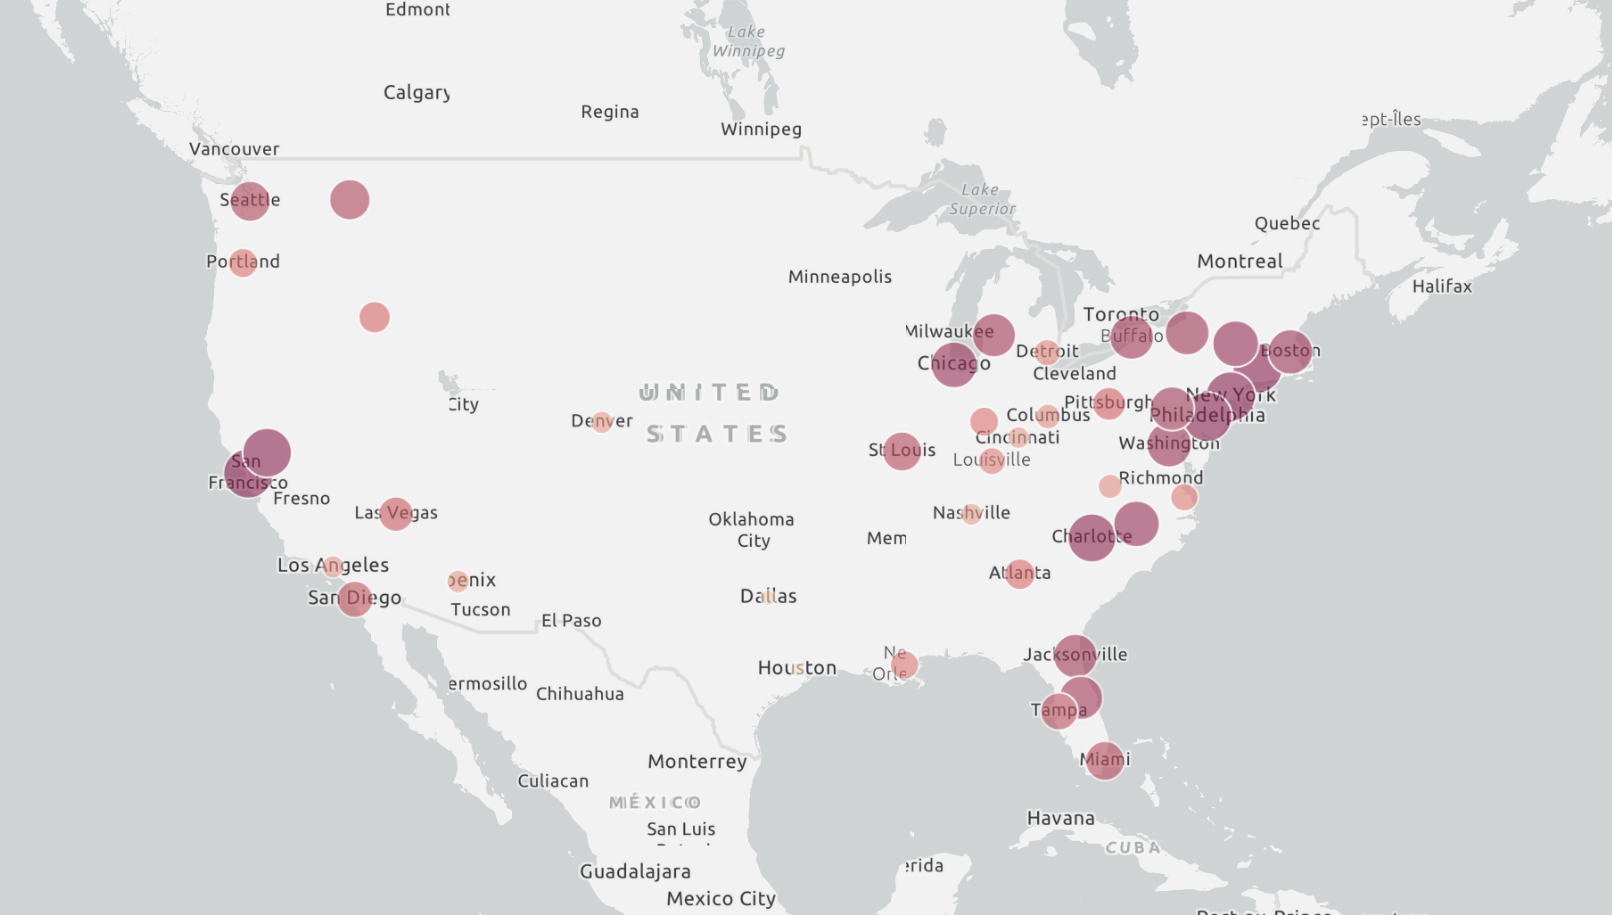 Edmont
Lake
Winnipeg
Calgary
Regina
Winnipeg
ept-Îles
Vancouver
Seattle
Lake
Superior
Quebec
Portland
Montreal
Minneapolis
Halifax
Toronto
Milwaukee
Buffalo
Detroit
Boston
Chicago
Cleveland
UNITED
STATES
City
New York
Pittsburgh
Columbus
Philadelphia
Denver
Cincinnati
Washington
St Louis
Louisville
San
Francisco
Fresno
Richmond
Las Vegas
Nashville
Oklahoma
City
Mem
Charlotte
Los Angeles
oenix
Atlanta
San Diego
Dallas
Tucson
El Paso
Ne
Orle
Jacksonville
Houston
ermosillo
Chihuahua
Tampa
Monterrey
Miami
Culiacan
MÉXICO
Havana
San Luis
CUBA
Guadalajara
erida
Mexico City